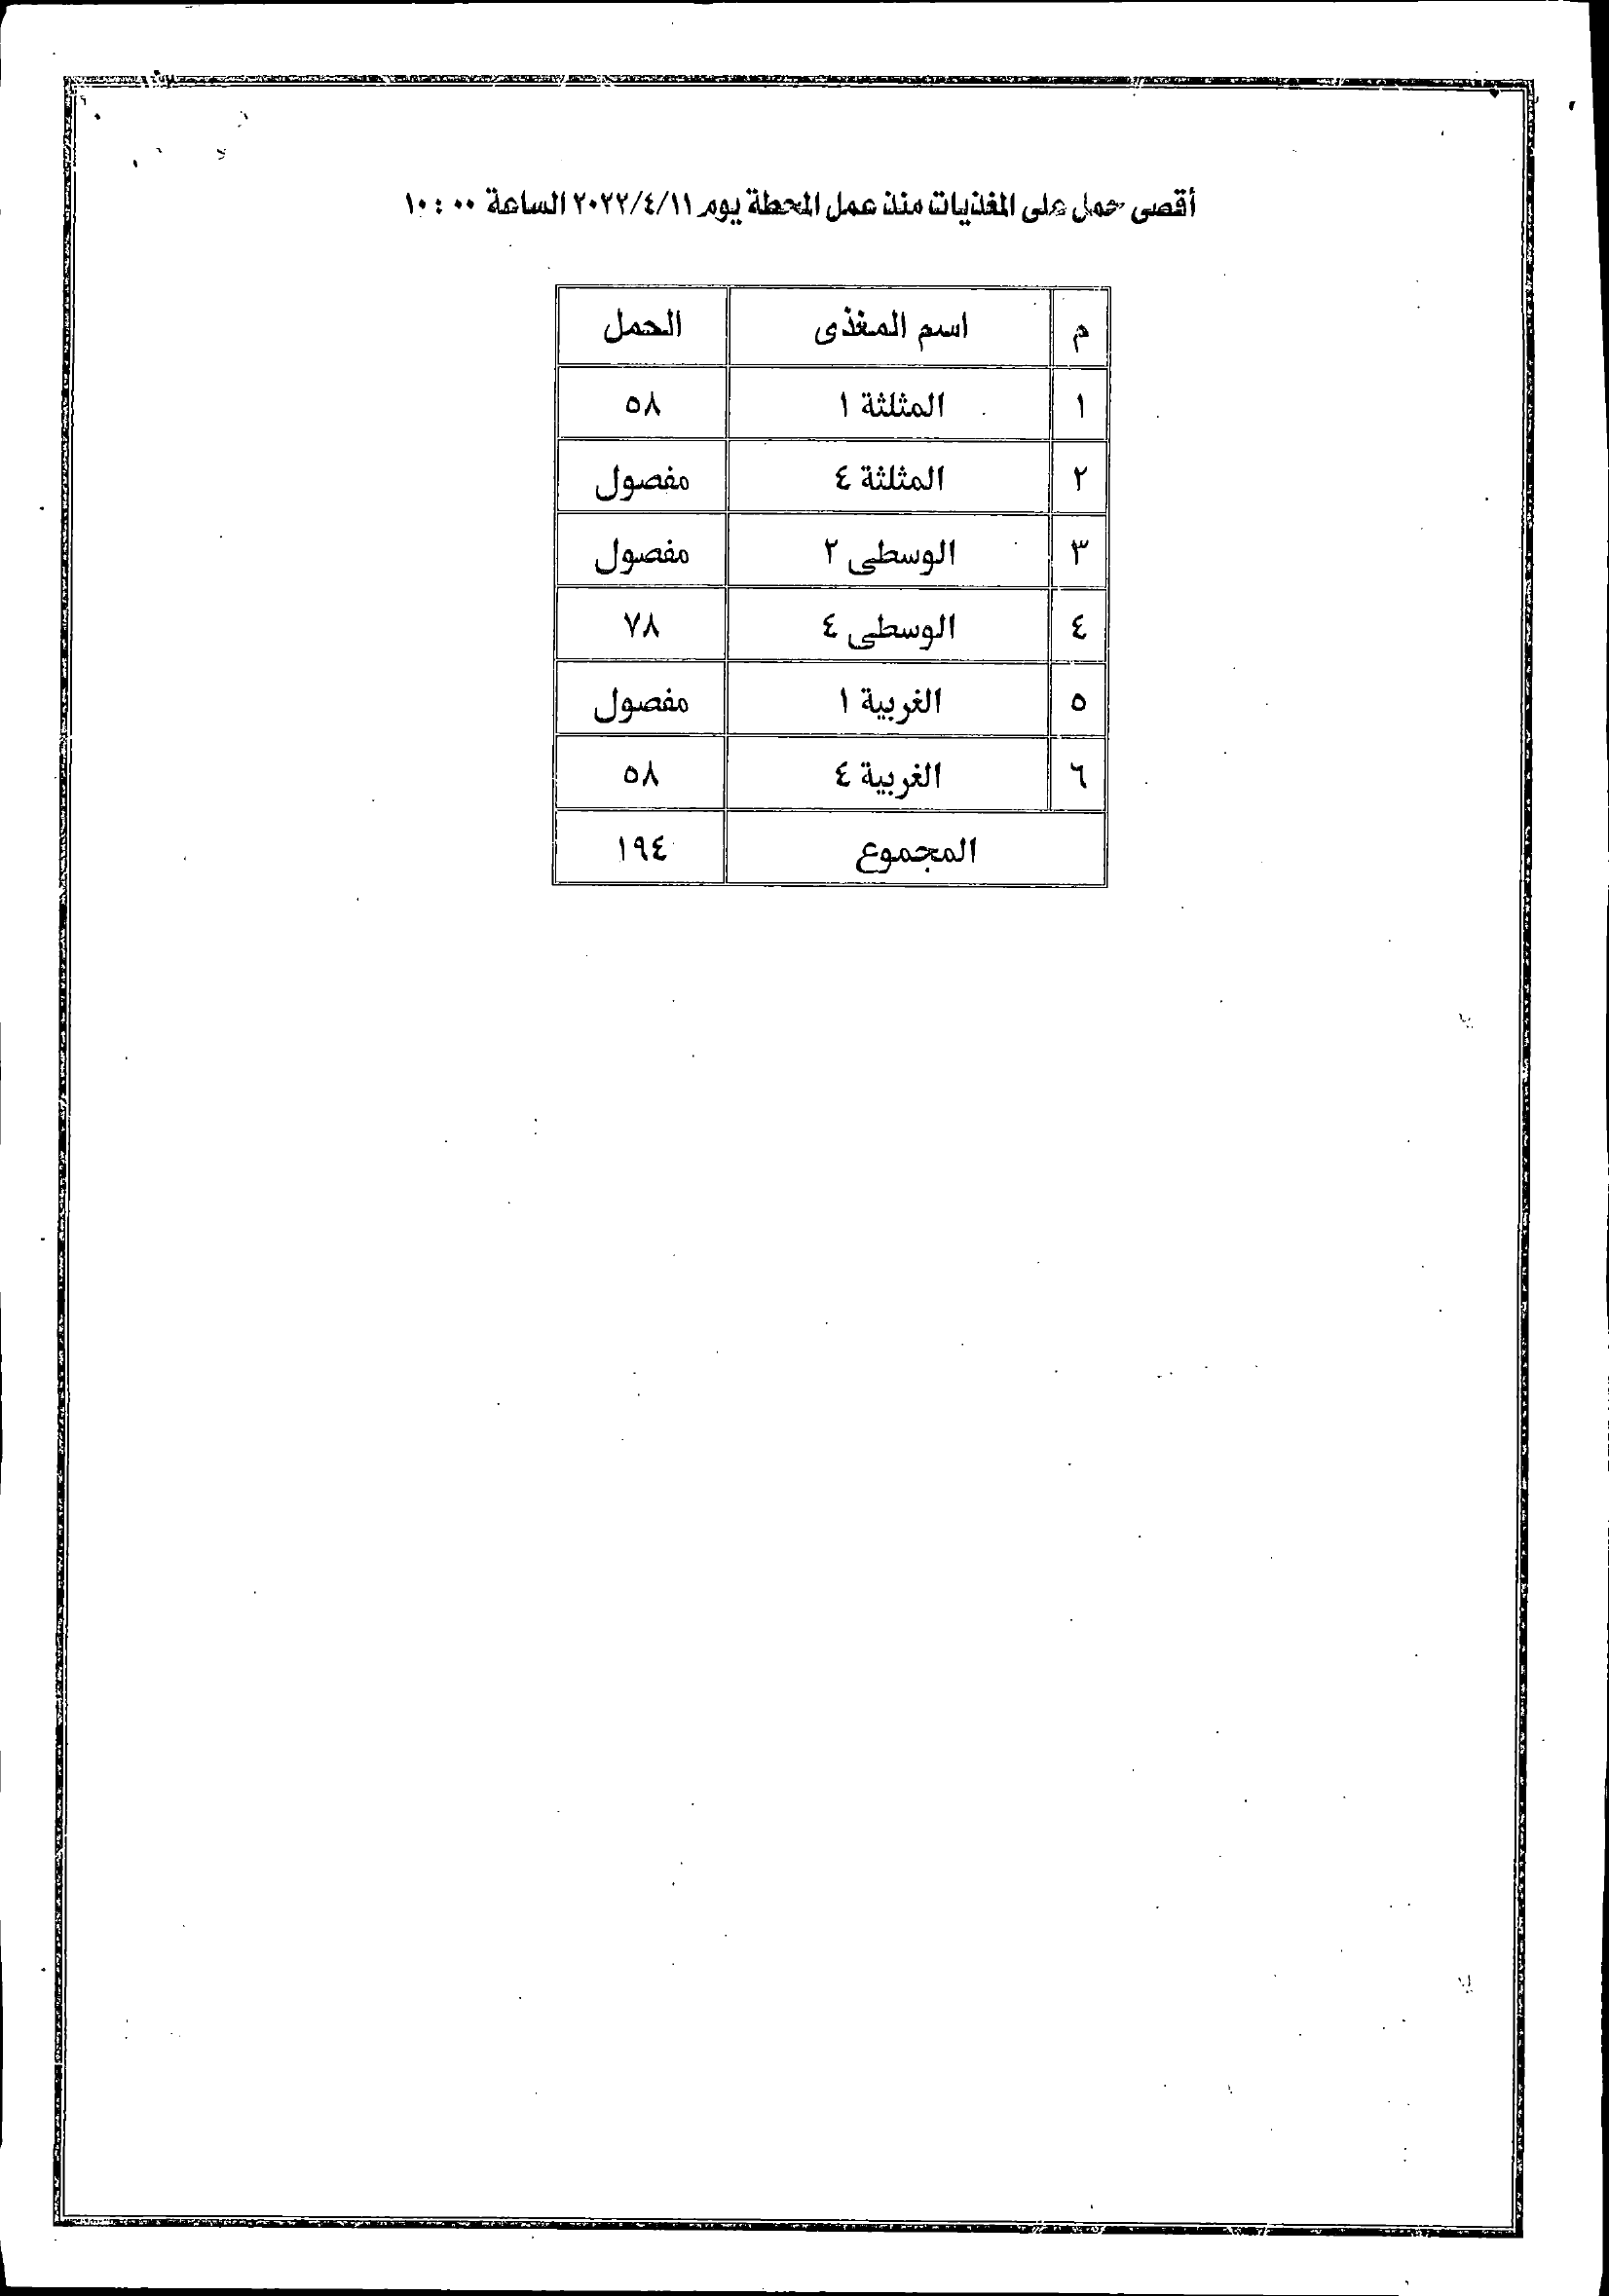 أقصى حمل على المغذيات منذ عمل المحطة يوم ٢٠٢٢/٤/١١ الساعة ٠٠ : ١٠
م اسم المغذى الحمل
١ المثلثة ١ ٥٨
٢ المثلثة ٤ مفصول
٣ الوسطى ٢ مفصول
٤ الوسطى ٤ ٧٨
٥ الغربية ١ مفصول
٦ الغربية ٤ ٥٨
المجموع ١٩٤